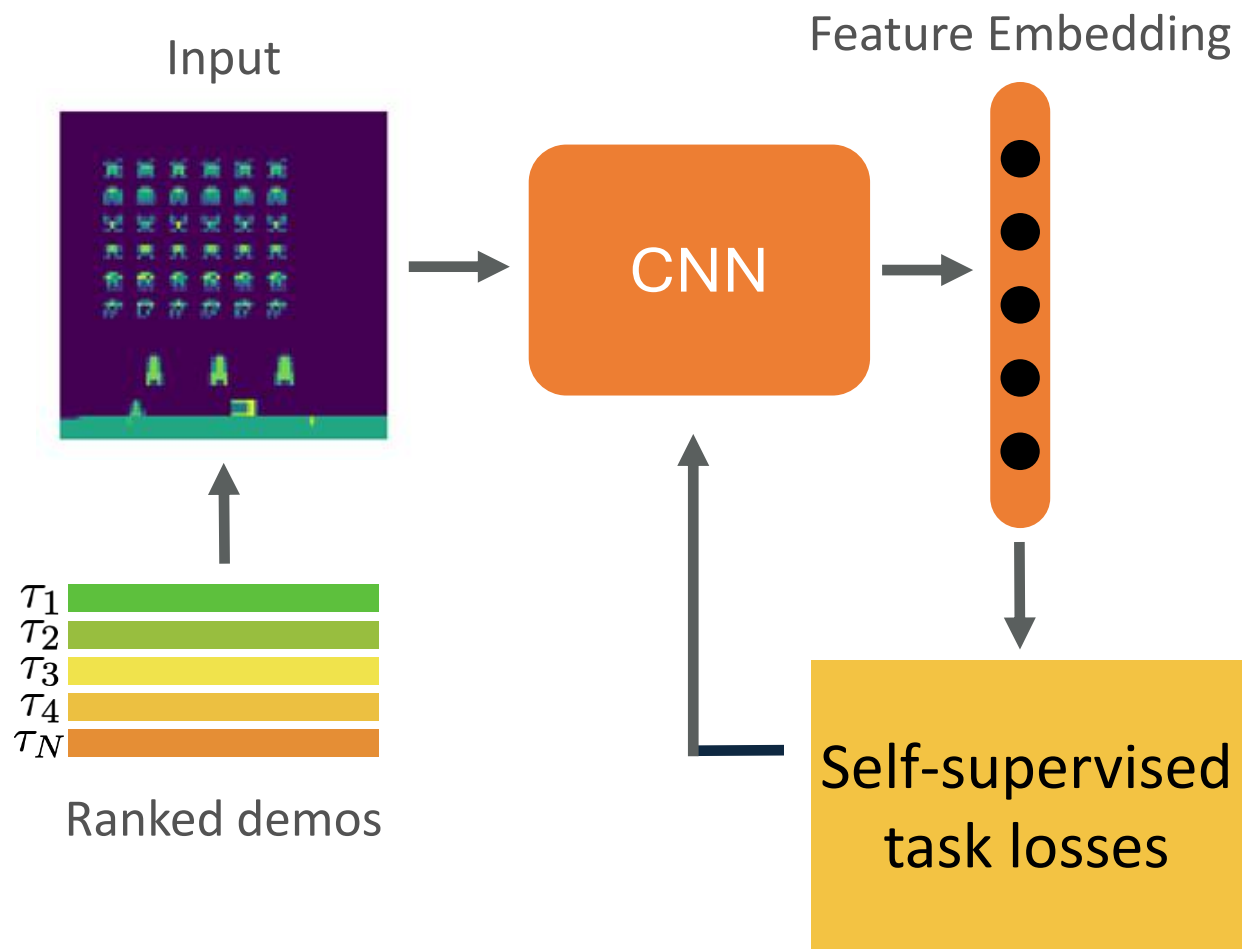 Feature Embedding
Input
CNN
τ1
τ2
τ3
τ4
τN
Ranked demos
Self-supervised
task losses